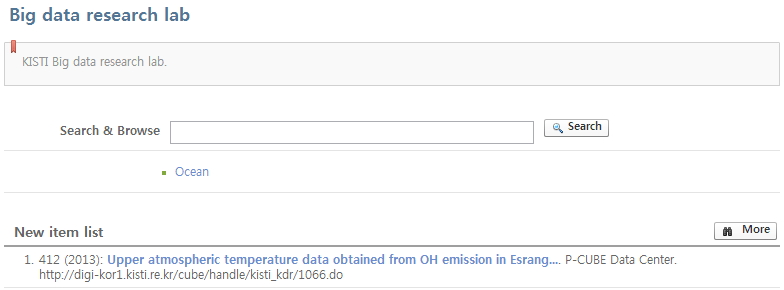 Big data research lab
KISTI Big data research lab.
Search & Browse
Search
Ocean
New item list
More
1. 412 (2013): Upper atmospheric temperature data obtained from OH emission in Esrang.... P-CUBE Data Center.
http://digi-kor1.kisti.re.kr/cube/handle/kisti_kdr/1066.do